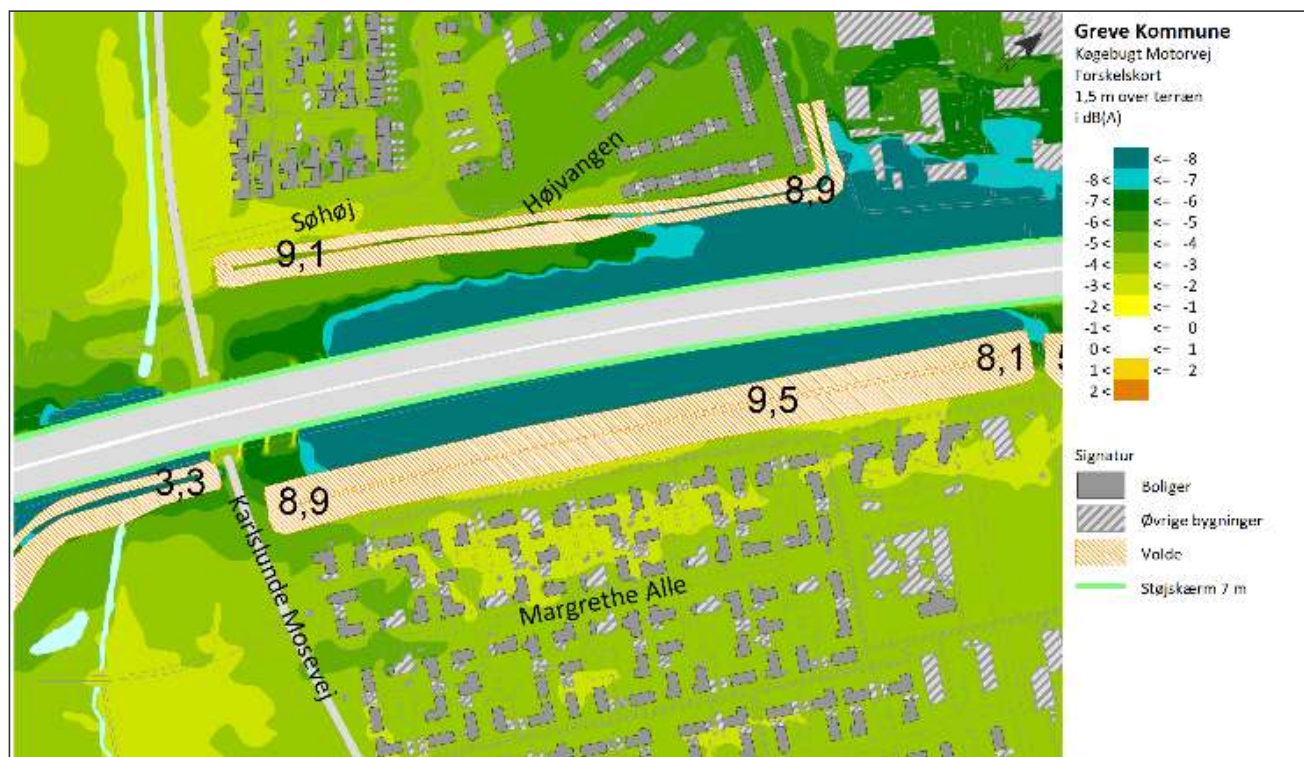 Greve Kommune
Køgebugt Motorvej
Forskelskort
1,5 m over terræn
i dB(A)
<= -8
-8 < <= -7
-7 < <= -6
-6 < <= -5
-5 < <= -4
-4 < <= -3
-3 < <= -2
-2 < <= -1
-1 < <= 0
0 < <= 1
1 < <= 2
2 <
Signatur
Boliger
Øvrige bygninger
Volde
Støjskærm 7 m
Højvangen
Søhøj
8,9
9,1
8,1
9,5
3,3
8,9
Karlslunde Mosevej
Margrethe Alle